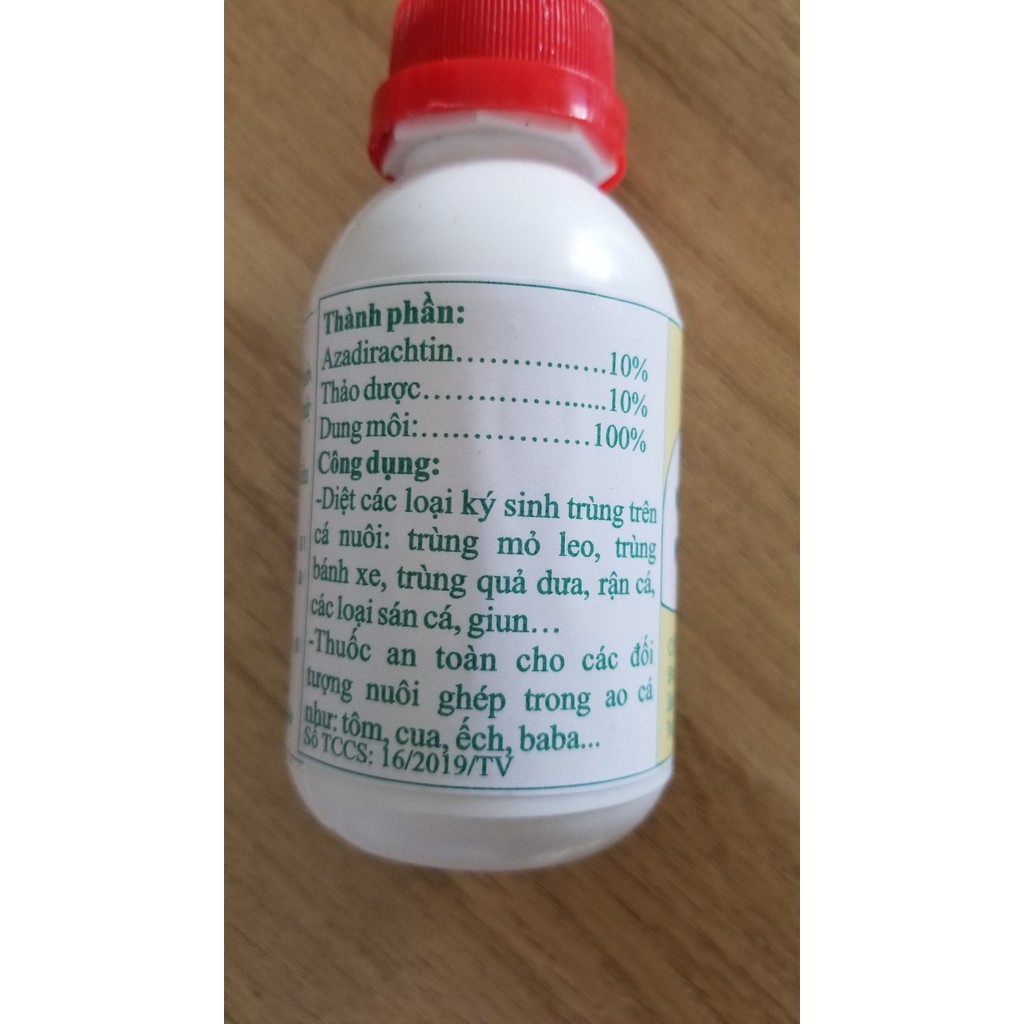 Thành phần:
Azadirachtin……………..….10%
Thảo dược…………………......10%
Dung môi:…………………100%
Công dụng:
-Diệt các loại ký sinh trùng trên
cá nuôi: trùng mỏ leo, trùng
bánh xe, trùng quả dưa, rận cá,
các loại sán cá, giun…
-Thuốc an toàn cho các đối
tượng nuôi ghép trong ao cá
như: tôm, cua, ếch, baba...
Số TCCS: 16/2019/TV